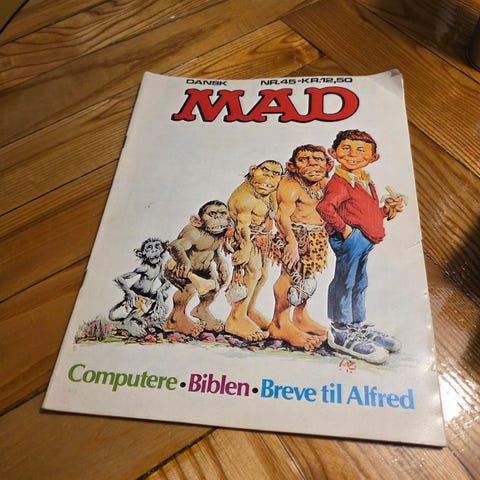 DANSK NR.45-KR.12,50
MAD
Computere • Biblen • Breve til Alfred